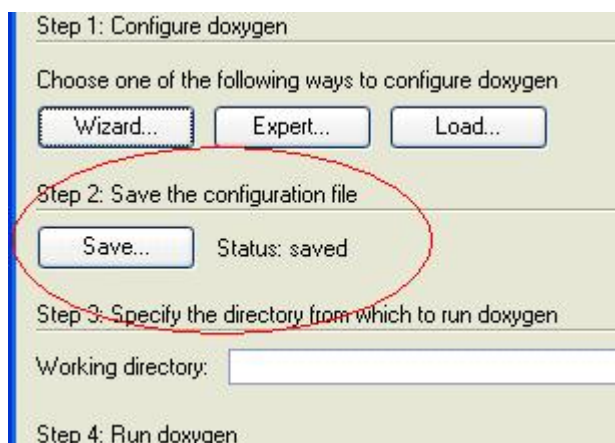 Step 1: Configure doxygen
Choose one of the following ways to configure doxygen
Wizard... Expert... Load...
Step 2: Save the configuration file
Save... Status: saved
Step 3: Specify the directory from which to run doxygen
Working directory:
Step 4: Run doxygen